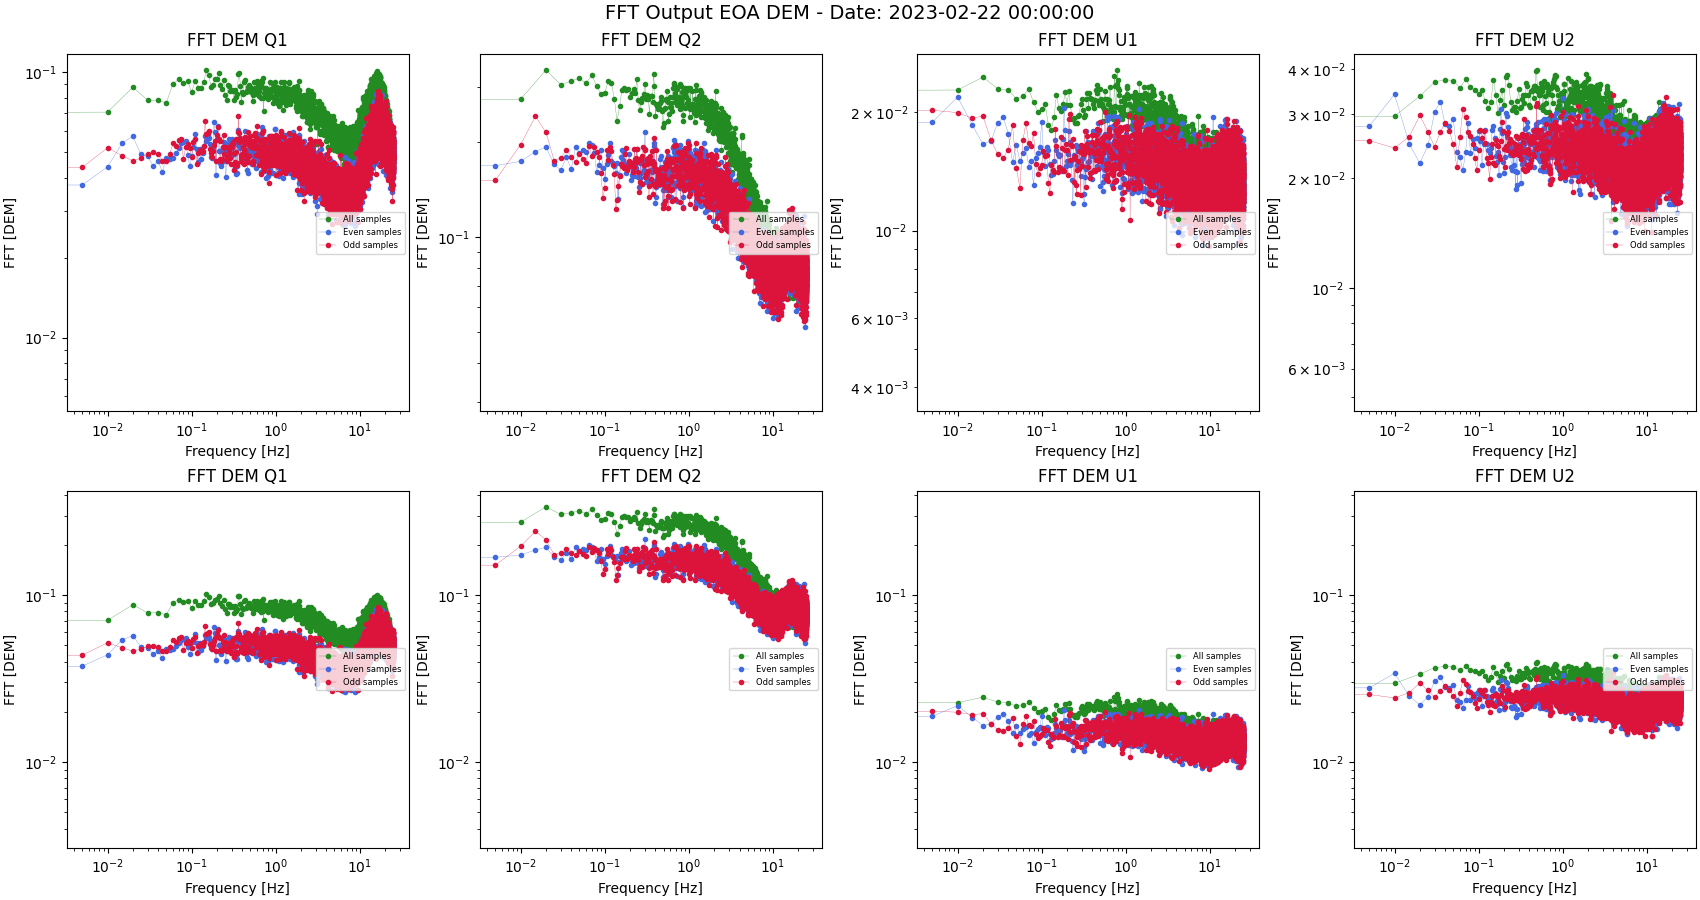 FFT Output EOA DEM - Date: 2023-02-22 00:00:00
FFT DEM Q1
FFT [DEM]
10⁻¹
10⁻²
All samples
Even samples
Odd samples
10⁻² 10⁻¹ 10⁰ 10¹
Frequency [Hz]
FFT DEM Q2
FFT [DEM]
10⁻¹
All samples
Even samples
Odd samples
10⁻² 10⁻¹ 10⁰ 10¹
Frequency [Hz]
FFT DEM U1
FFT [DEM]
2 × 10⁻²
10⁻²
6 × 10⁻³
4 × 10⁻³
All samples
Even samples
Odd samples
10⁻² 10⁻¹ 10⁰ 10¹
Frequency [Hz]
FFT DEM U2
FFT [DEM]
4 × 10⁻²
3 × 10⁻²
2 × 10⁻²
10⁻²
6 × 10⁻³
All samples
Even samples
Odd samples
10⁻² 10⁻¹ 10⁰ 10¹
Frequency [Hz]
FFT DEM Q1
FFT [DEM]
10⁻¹
10⁻²
All samples
Even samples
Odd samples
10⁻² 10⁻¹ 10⁰ 10¹
Frequency [Hz]
FFT DEM Q2
FFT [DEM]
10⁻¹
10⁻²
All samples
Even samples
Odd samples
10⁻² 10⁻¹ 10⁰ 10¹
Frequency [Hz]
FFT DEM U1
FFT [DEM]
10⁻¹
10⁻²
All samples
Even samples
Odd samples
10⁻² 10⁻¹ 10⁰ 10¹
Frequency [Hz]
FFT DEM U2
FFT [DEM]
10⁻¹
10⁻²
All samples
Even samples
Odd samples
10⁻² 10⁻¹ 10⁰ 10¹
Frequency [Hz]